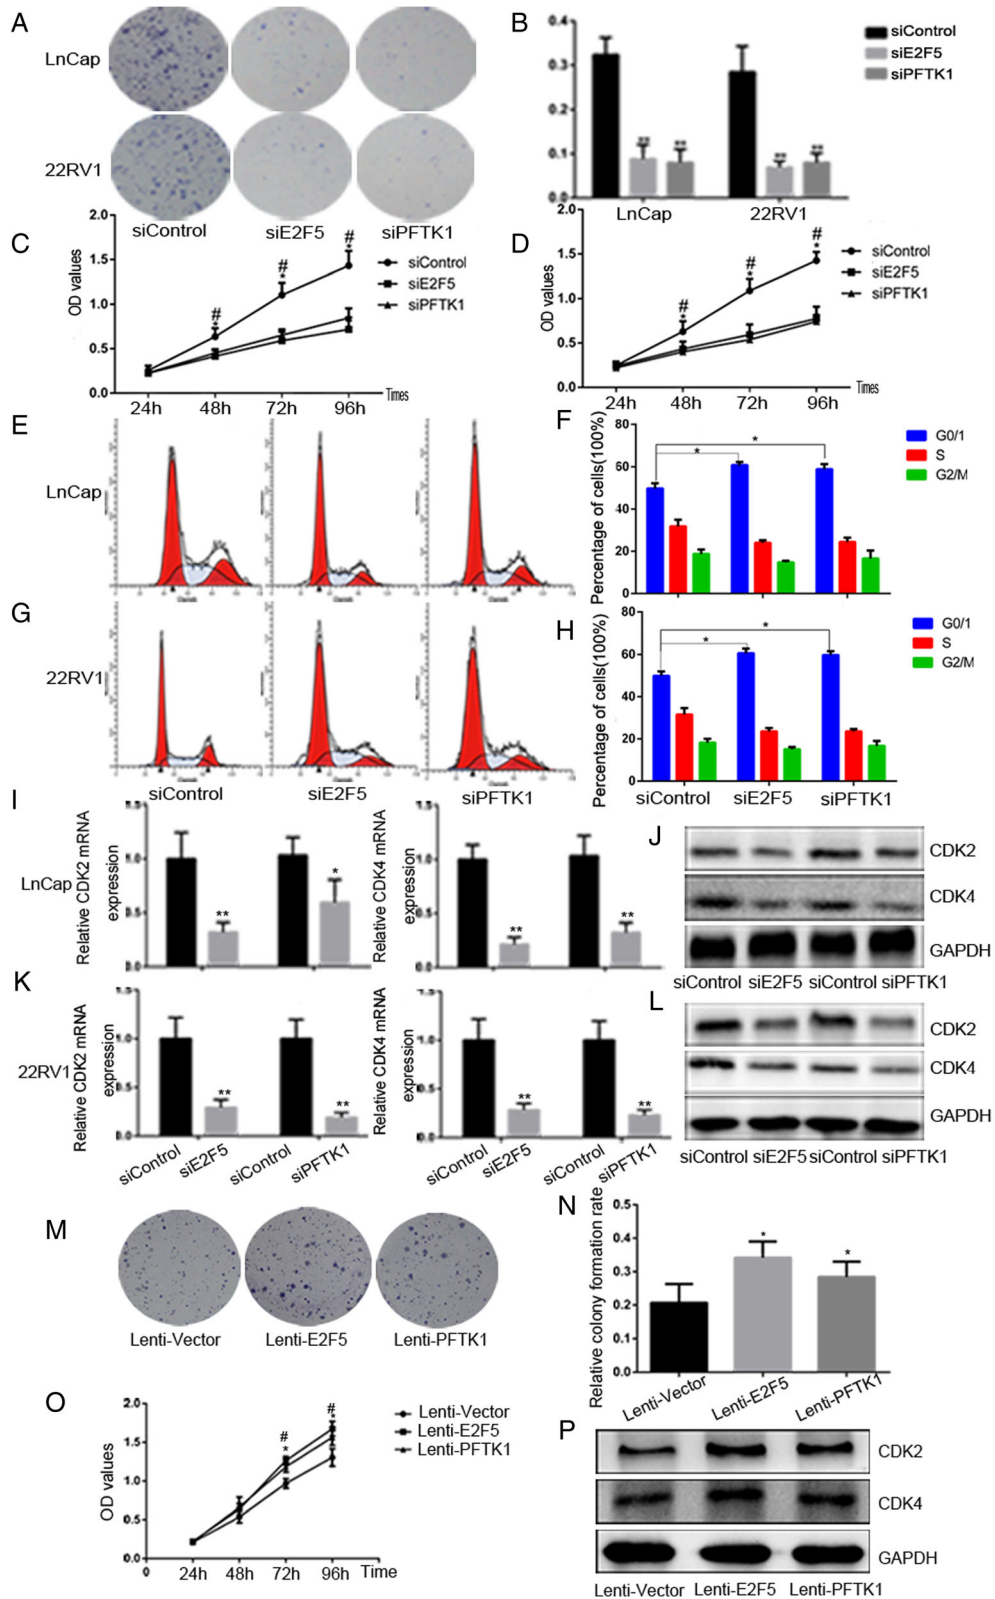 A
LnCap
22RV1
siControl
siE2F5
siPFTK1
B
0.4
0.3
0.2
0.1
0.0
**
**
**
**
LnCap
22RV1
siControl
siE2F5
siPFTK1
C
OD values
2.0
1.5
1.0
0.5
0.0
#
*
#
*
#
*
24h
48h
72h
96h
Times
siControl
siE2F5
siPFTK1
D
OD values
2.0
1.5
1.0
0.5
0.0
#
*
#
*
#
*
24h
48h
72h
96h
Times
siControl
siE2F5
siPFTK1
E
LnCap
F
Percentage of cells(100%)
80
60
40
20
0
*
*
G0/1
S
G2/M
G
22RV1
siControl
siE2F5
siPFTK1
H
Percentage of cells(100%)
80
60
40
20
0
*
*
siControl
siE2F5
siPFTK1
G0/1
S
G2/M
I
LnCap
Relative CDK2 mRNA
expression
**
*
Relative CDK4 mRNA
expression
**
**
J
CDK2
CDK4
GAPDH
siControl siE2F5 siControl siPFTK1
K
22RV1
Relative CDK2 mRNA
expression
**
**
siControl
siE2F5
siControl
siPFTK1
Relative CDK4 mRNA
expression
**
**
siControl
siE2F5
siControl
siPFTK1
L
CDK2
CDK4
GAPDH
siControl siE2F5 siControl siPFTK1
M
Lenti-Vector
Lenti-E2F5
Lenti-PFTK1
N
Relative colony formation rate
0.5
0.4
0.3
0.2
0.1
0.0
*
*
Lenti-Vector
Lenti-E2F5
Lenti-PFTK1
O
OD values
2.0
1.5
1.0
0.5
0.0
#
*
#
*
0
24h
48h
72h
96h
Time
Lenti-Vector
Lenti-E2F5
Lenti-PFTK1
P
CDK2
CDK4
GAPDH
Lenti-Vector Lenti-E2F5 Lenti-PFTK1